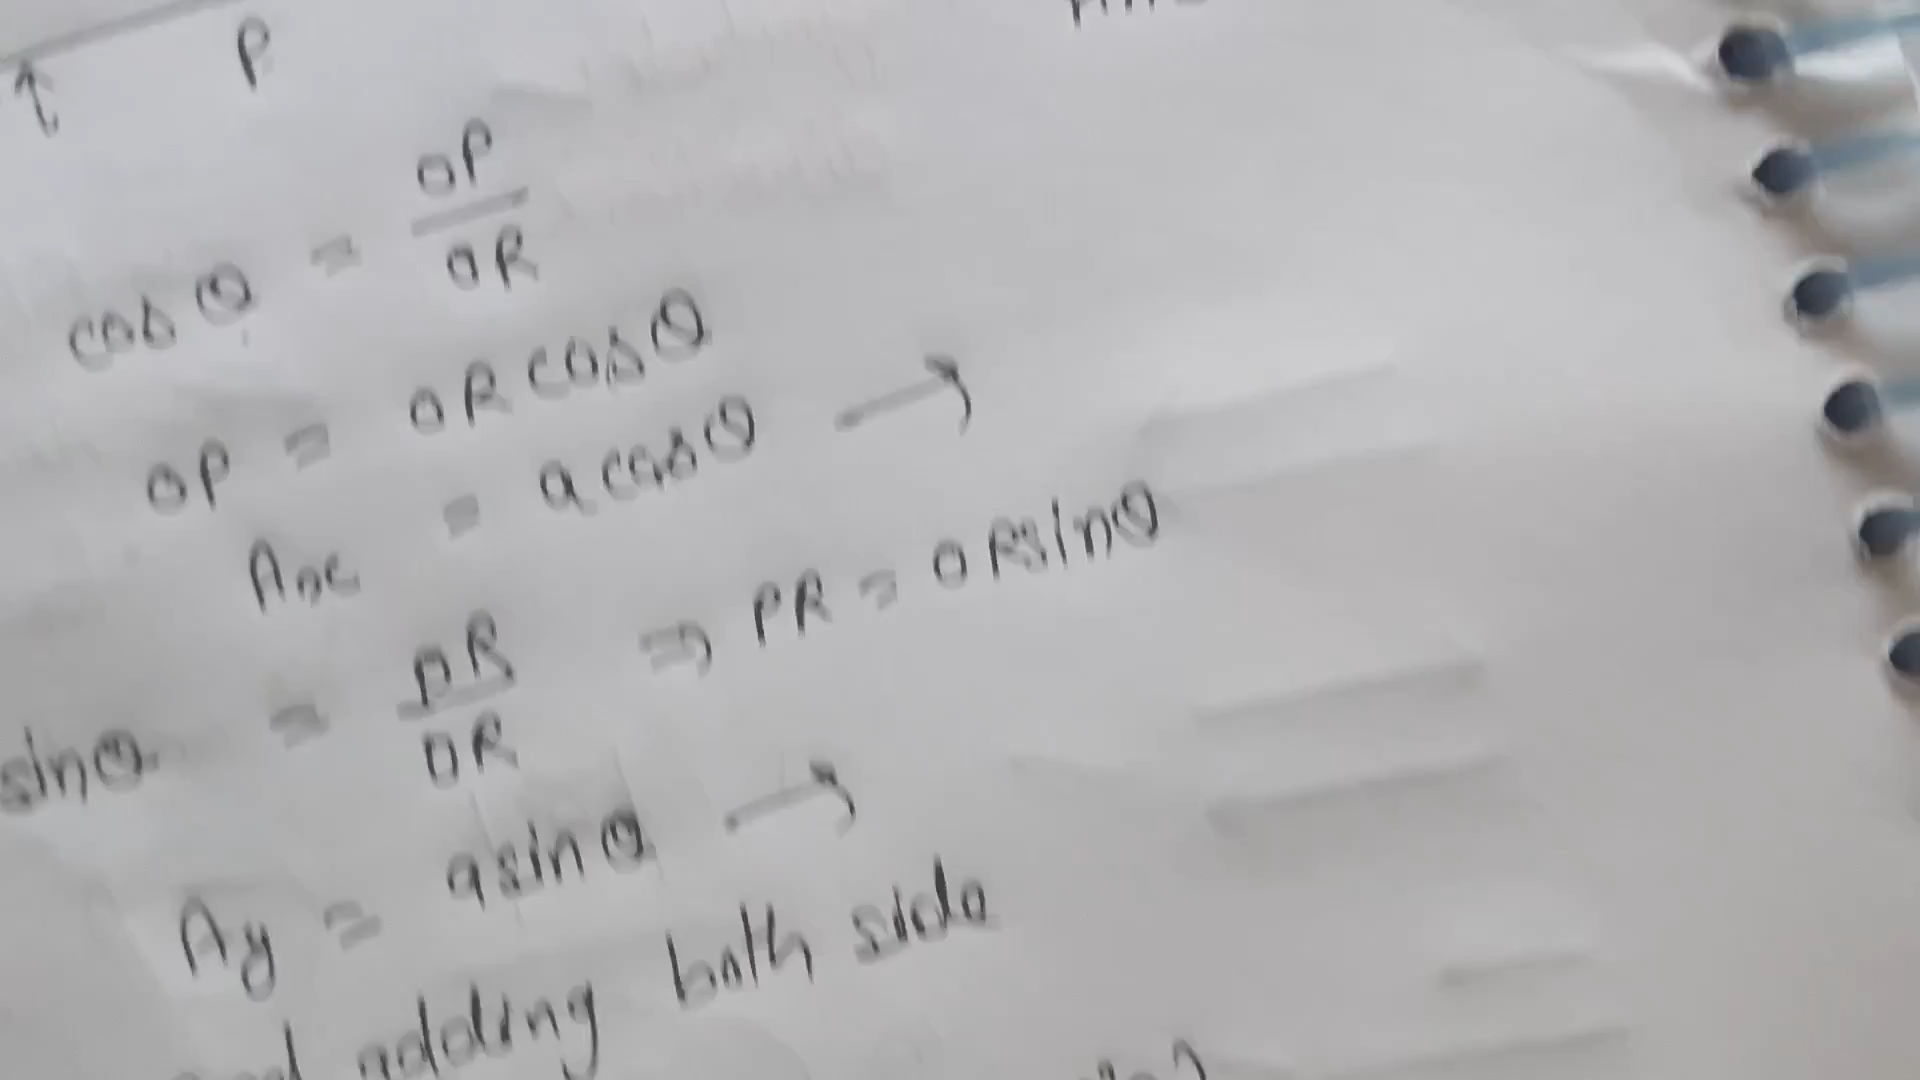 P
cos θ = OP / OR
OP = OR cos θ
Ax = a cos θ →
sin θ = PR / OR ⇒ PR = OR sin θ
Ay = a sin θ →
adding both side